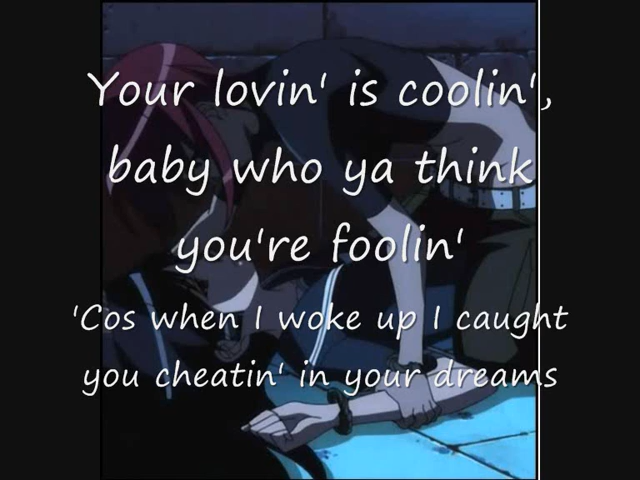 Your lovin' is coolin',
baby who ya think
you're foolin'
'Cos when I woke up I caught
you cheatin' in your dreams